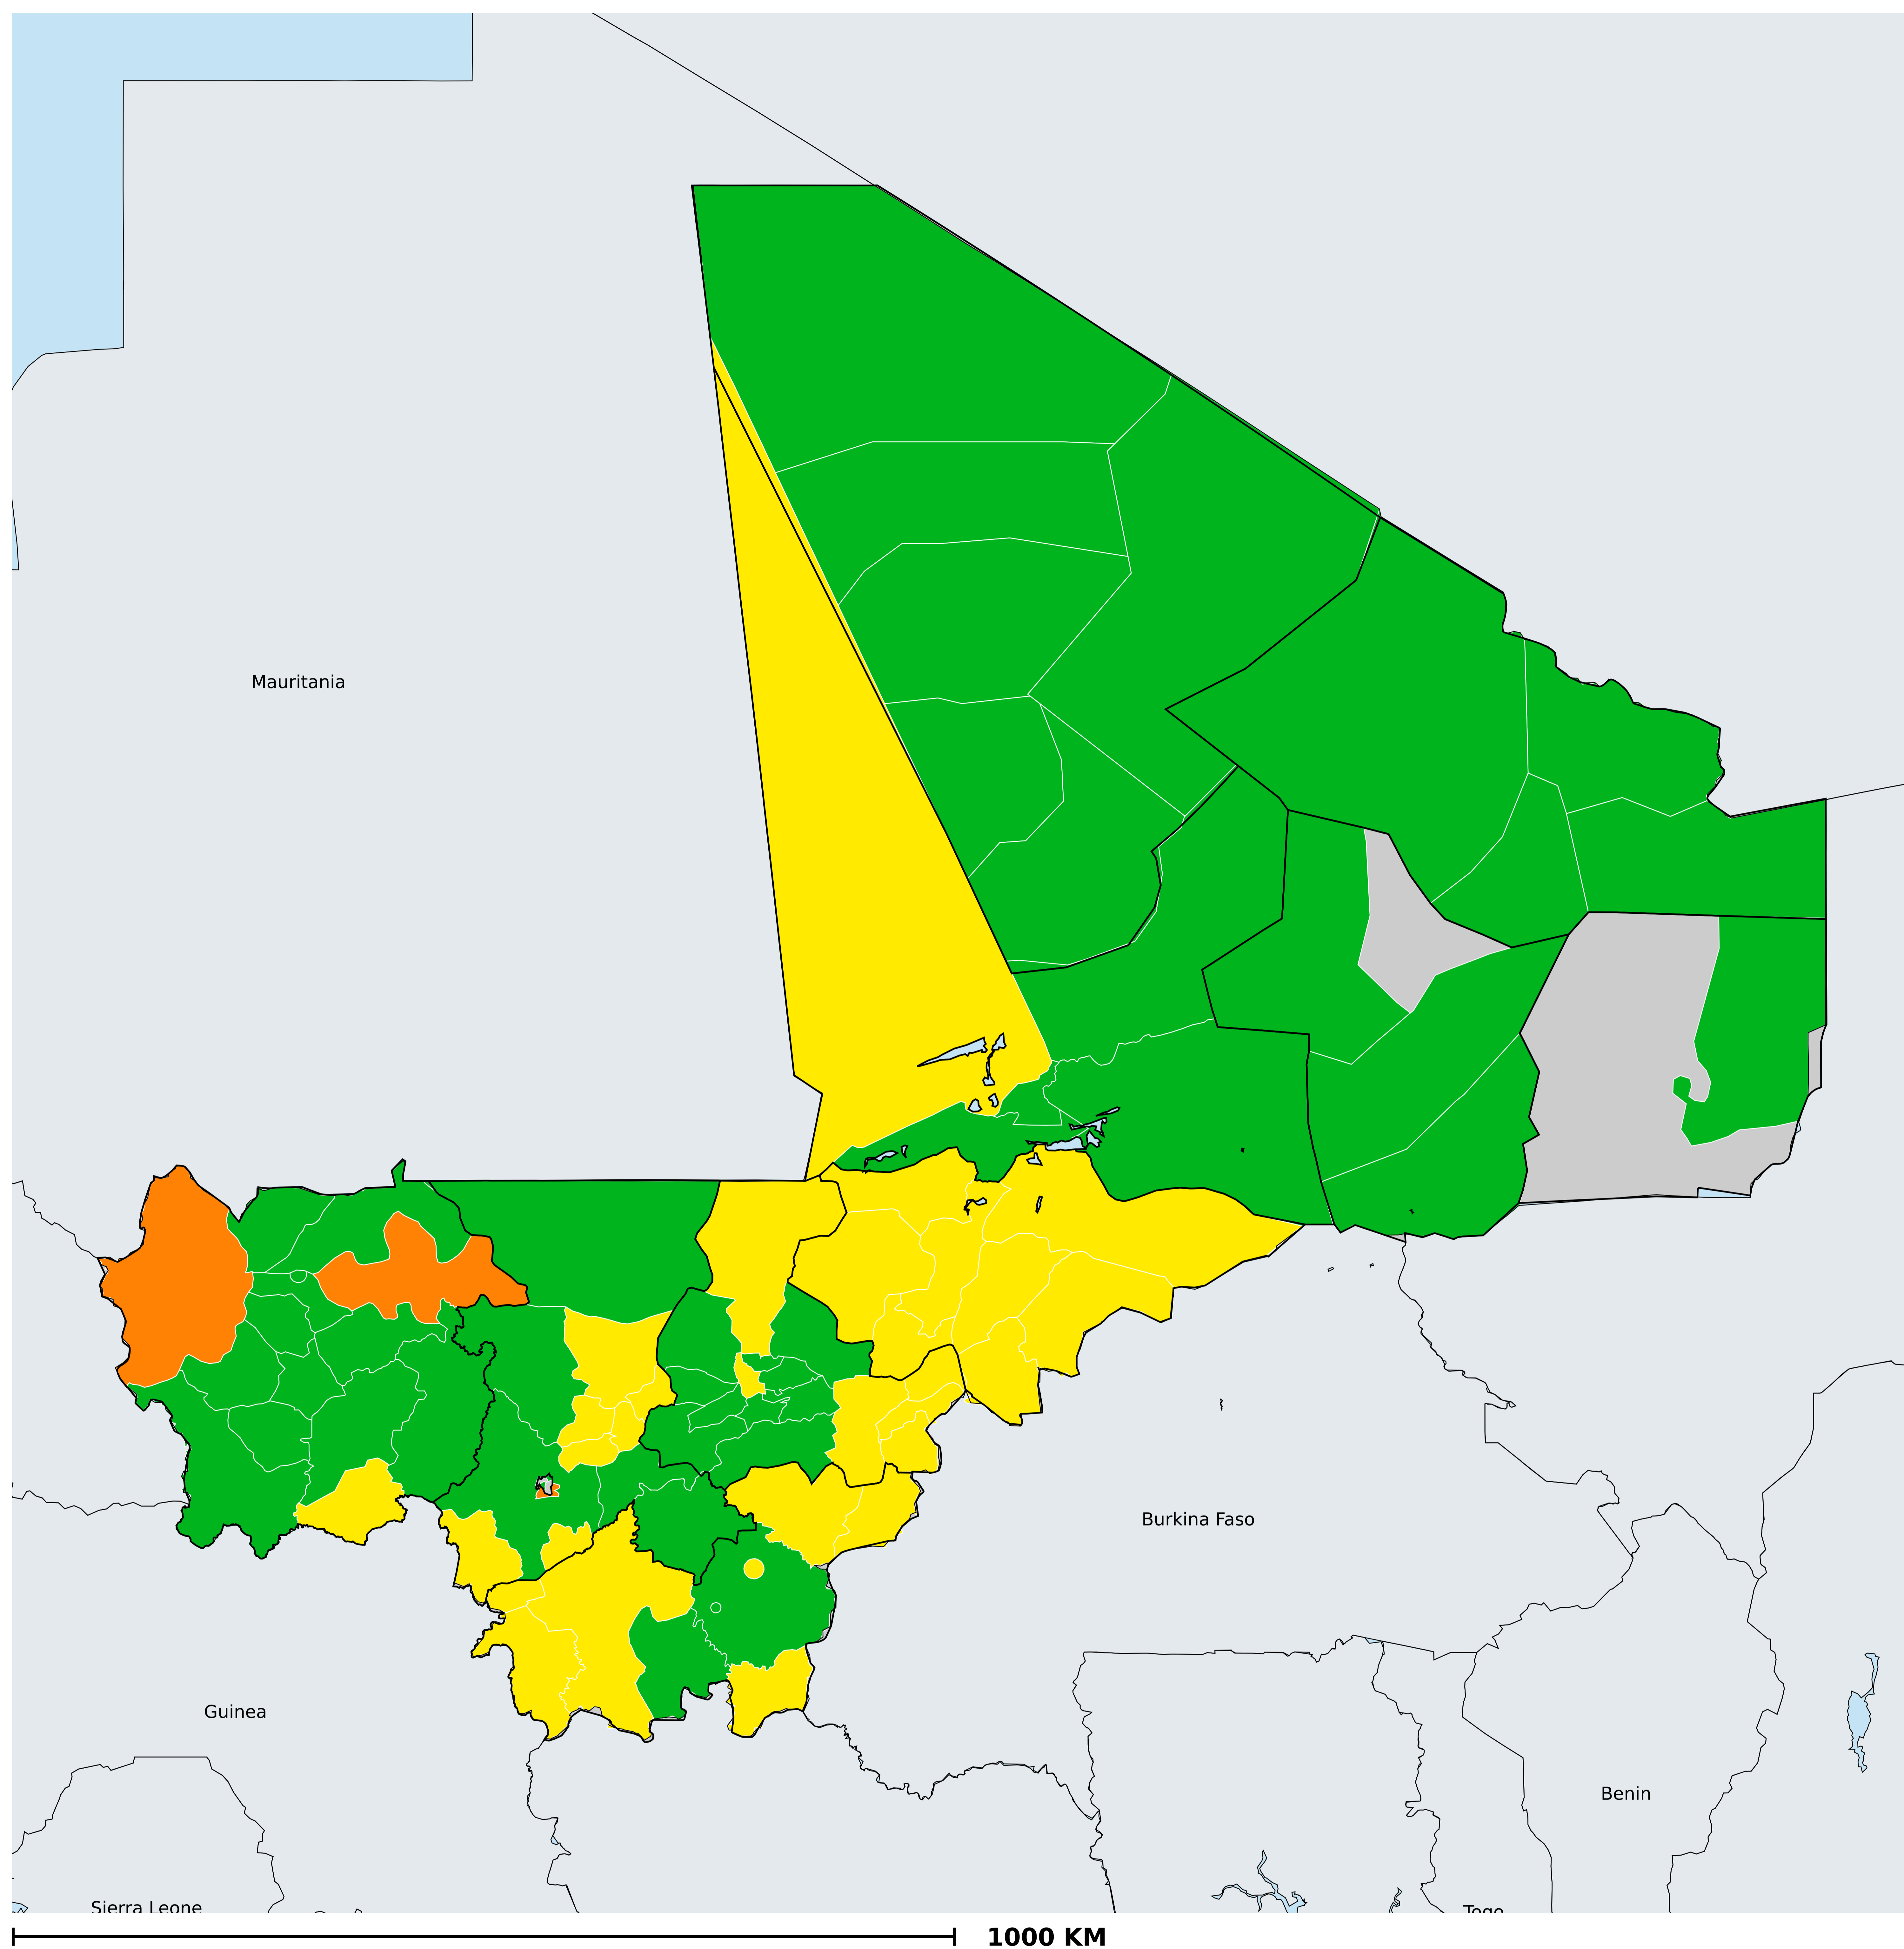 Mauritania
Burkina Faso
Guinea
Benin
Sierra Leone
Togo
1000 KM